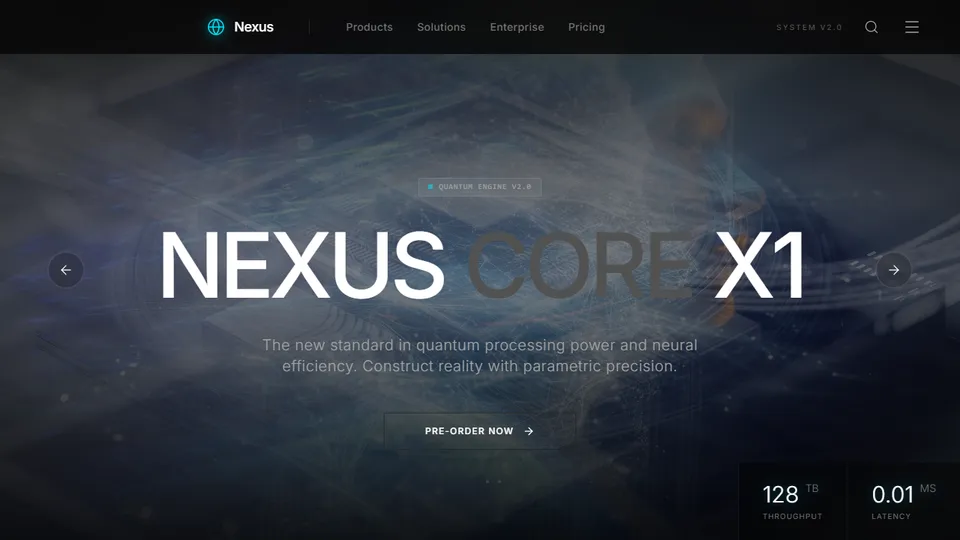 Nexus
Products Solutions Enterprise Pricing
SYSTEM V2.0
QUANTUM ENGINE V2.0
NEXUS CORE X1
The new standard in quantum processing power and neural
efficiency. Construct reality with parametric precision.
PRE-ORDER NOW
128 TB
THROUGHPUT
0.01 MS
LATENCY